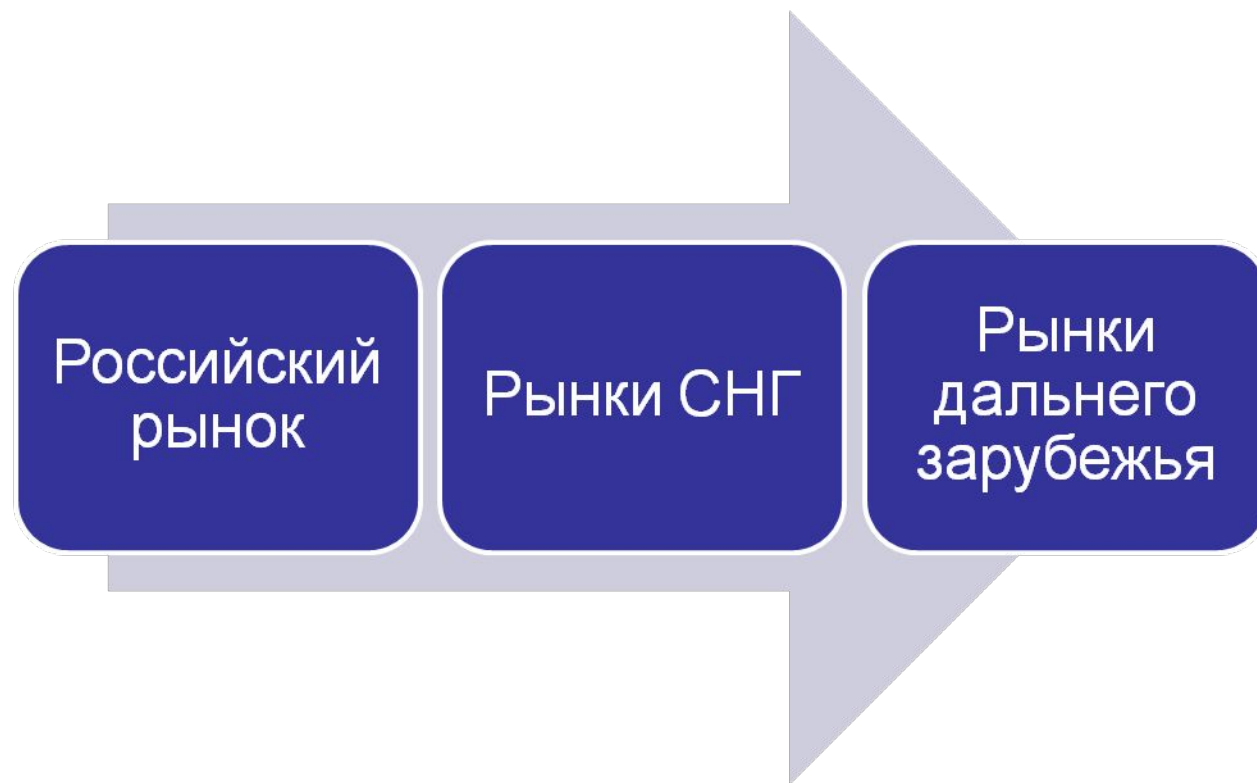 Российский
рынок
Рынки СНГ
Рынки
дальнего
зарубежья